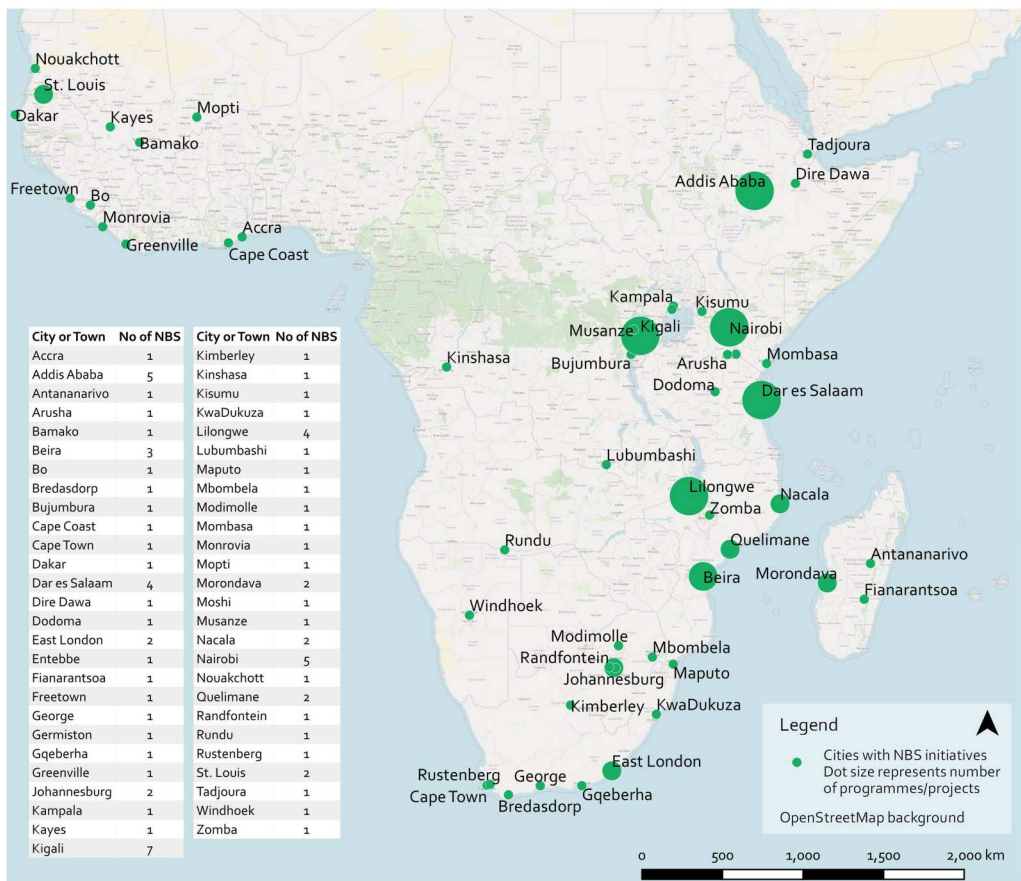 Nouakchott
St. Louis
Dakar
Kayes
Mopti
Bamako
Freetown
Bo
Monrovia
Greenville
Accra
Cape Coast
Tadjoura
Dire Dawa
Addis Ababa
Kampala
Kisumu
Musanze
Kigali
Nairobi
Bujumbura
Arusha
Mombasa
Dodoma
Dar es Salaam
Kinshasa
Lubumbashi
Lilongwe
Zomba
Nacala
Quelimane
Rundu
Beira
Morondava
Antananarivo
Fianarantsoa
Windhoek
Modimolle
Mbombela
Randfontein
Johannesburg
Maputo
Kimberley
KwaDukuza
East London
Rustenberg
George
Cape Town
Bredasdorp
Gqeberha
City or Town No of NBS
Accra 1
Addis Ababa 5
Antananarivo 1
Arusha 1
Bamako 1
Beira 3
Bo 1
Bredasdorp 1
Bujumbura 1
Cape Coast 1
Cape Town 1
Dakar 1
Dar es Salaam 4
Dire Dawa 1
Dodoma 1
East London 2
Entebbe 1
Fianarantsoa 1
Freetown 1
George 1
Germiston 1
Gqeberha 1
Greenville 1
Johannesburg 2
Kampala 1
Kayes 1
Kigali 7
City or Town No of NBS
Kimberley 1
Kinshasa 1
Kisumu 1
KwaDukuza 1
Lilongwe 4
Lubumbashi 1
Maputo 1
Mbombela 1
Modimolle 1
Mombasa 1
Monrovia 1
Mopti 1
Morondava 2
Moshi 1
Musanze 1
Nacala 2
Nairobi 5
Nouakchott 1
Quelimane 2
Randfontein 1
Rundu 1
Rustenberg 1
St. Louis 2
Tadjoura 1
Windhoek 1
Zomba 1
Legend
Cities with NBS initiatives
Dot size represents number
of programmes/projects
OpenStreetMap background
0 500 1,000 1,500 2,000 km